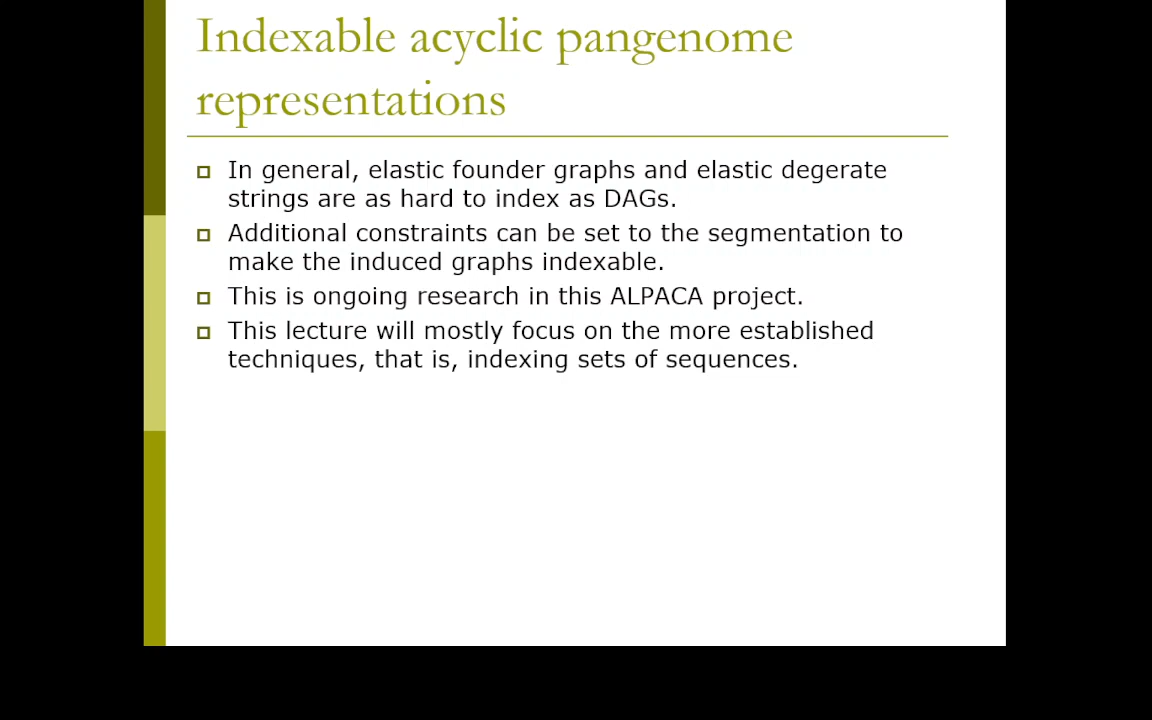 Indexable acyclic pangenome
representations
In general, elastic founder graphs and elastic degerate
strings are as hard to index as DAGs.
Additional constraints can be set to the segmentation to
make the induced graphs indexable.
This is ongoing research in this ALPACA project.
This lecture will mostly focus on the more established
techniques, that is, indexing sets of sequences.